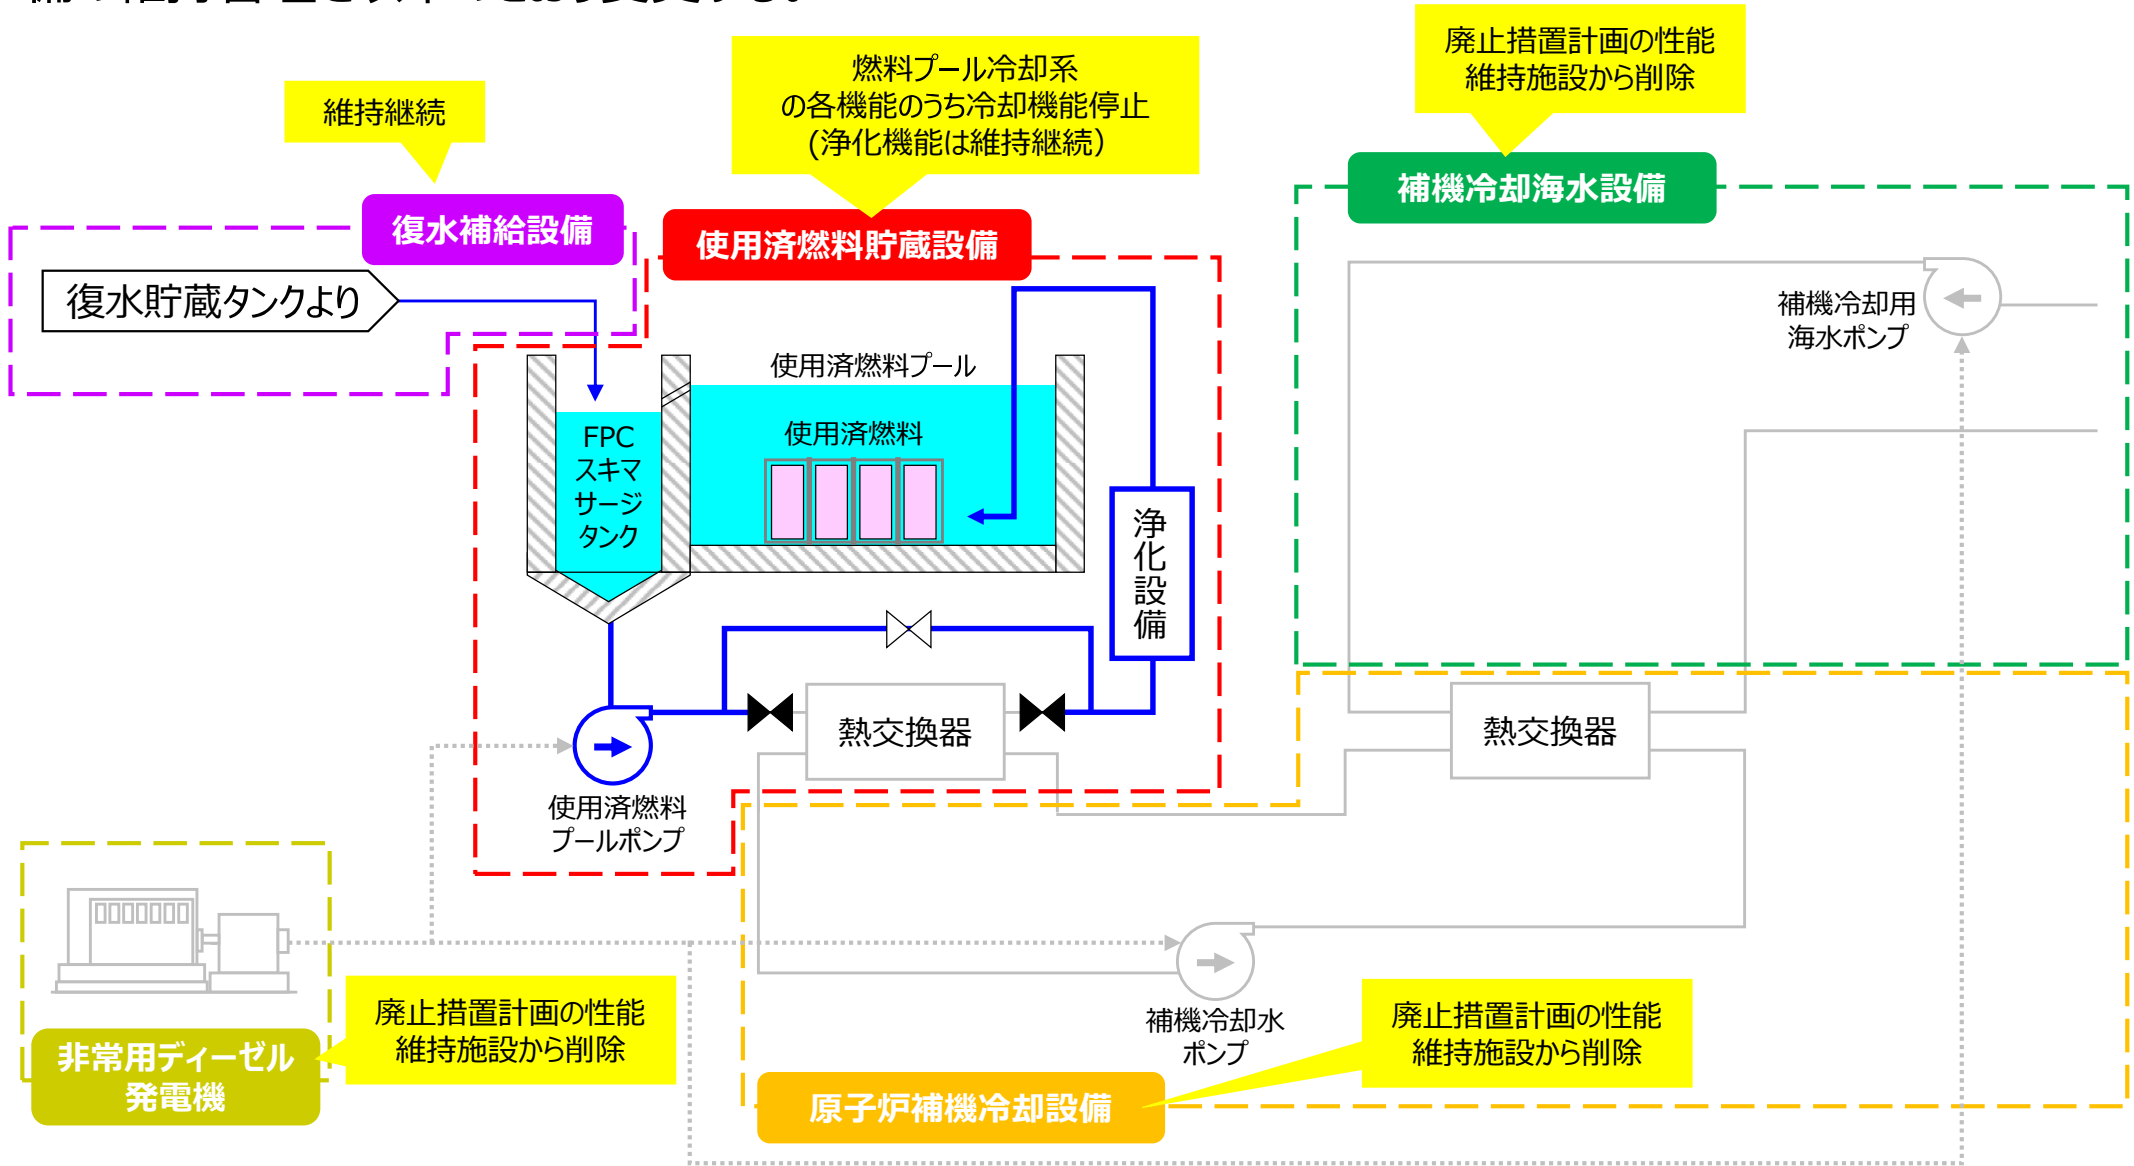 廃止措置計画の性能
維持施設から削除
燃料プール冷却系
の各機能のうち冷却機能停止
(浄化機能は維持継続）
維持継続
補機冷却海水設備
復水補給設備
使用済燃料貯蔵設備
復水貯蔵タンクより
補機冷却用
海水ポンプ
使用済燃料プール
使用済燃料
FPC
スキマ
サージ
タンク
浄化設備
熱交換器
熱交換器
使用済燃料
プールポンプ
廃止措置計画の性能
維持施設から削除
補機冷却水
ポンプ
廃止措置計画の性能
維持施設から削除
非常用ディーゼル
発電機
原子炉補機冷却設備